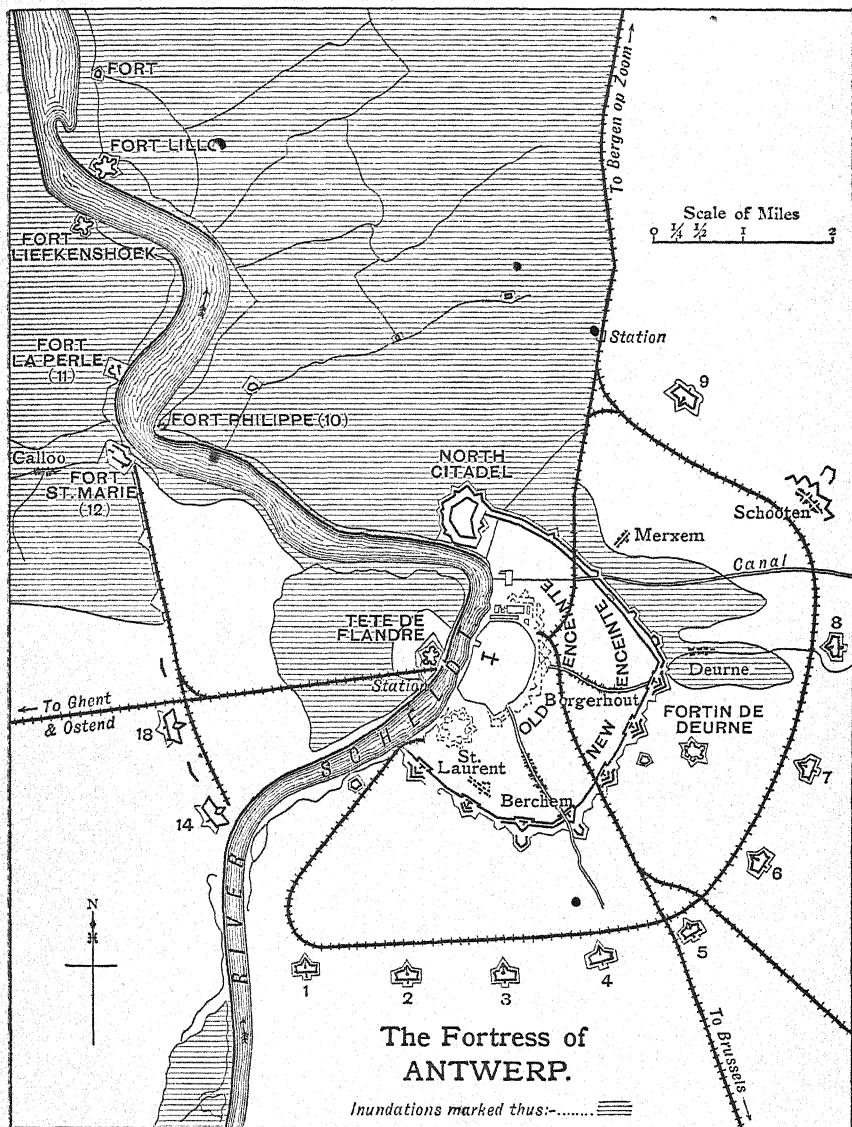 FORT
FORT LILLO
FORT
LIEFKENSHOEK
To Bergen op Zoom →
Scale of Miles
0 ¼ ½ 1 2
Station
FORT
LA PERLE
(11)
FORT PHILIPPE (10)
9
Calloo
FORT
ST. MARIE
(12)
NORTH
CITADEL
Schooten
Merxem
Canal
TETE DE
FLANDRE
Station
OLD ENCEINTE
NEW ENCEINTE
8
Deurne
Borgerhout
FORTIN DE
DEURNE
← To Ghent
& Ostend
18
RIVER SCHELDT
St.
Laurent
Berchem
7
14
6
N
5
1
2
3
4
To Brussels →
The Fortress of
ANTWERP.
Inundations marked thus:-........